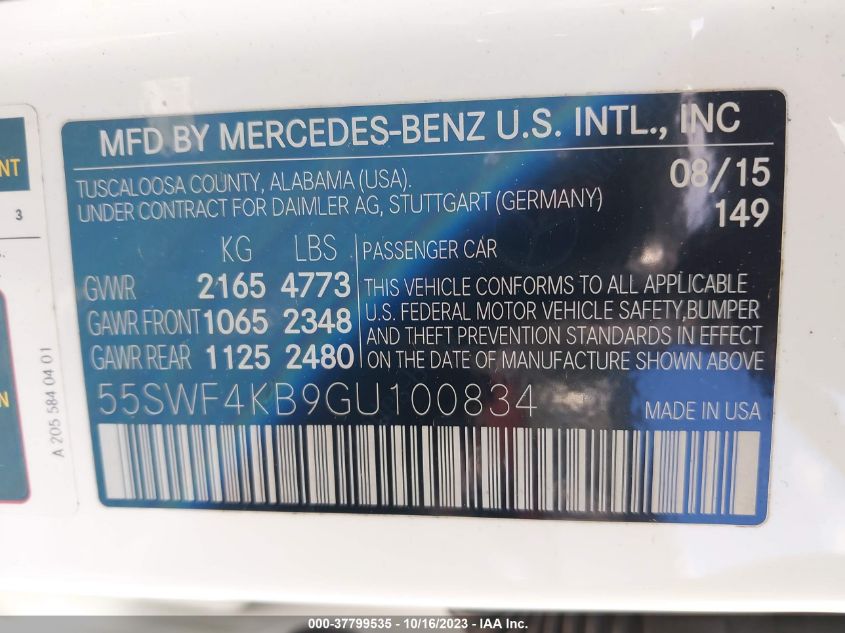 MFD BY MERCEDES-BENZ U.S. INTL., INC
TUSCALOOSA COUNTY, ALABAMA (USA). 08/15
UNDER CONTRACT FOR DAIMLER AG, STUTTGART (GERMANY) 149
KG LBS PASSENGER CAR
GVWR 2165 4773 THIS VEHICLE CONFORMS TO ALL APPLICABLE
GAWR FRONT 1065 2348 U.S. FEDERAL MOTOR VEHICLE SAFETY,BUMPER
AND THEFT PREVENTION STANDARDS IN EFFECT
GAWR REAR 1125 2480 ON THE DATE OF MANUFACTURE SHOWN ABOVE
55SWF4KB9GU100834 MADE IN USA
A 205 584 04 01
3
000-37799535 - 10/16/2023 - IAA Inc.